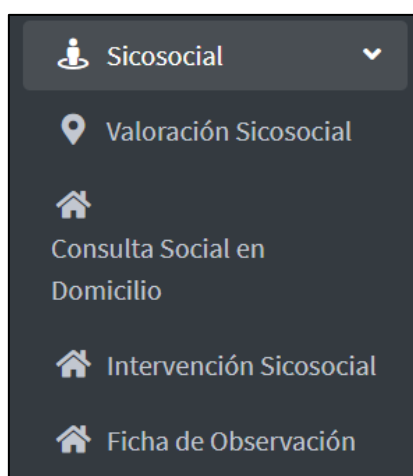 Sicosocial
Valoración Sicosocial
Consulta Social en
Domicilio
Intervención Sicosocial
Ficha de Observación